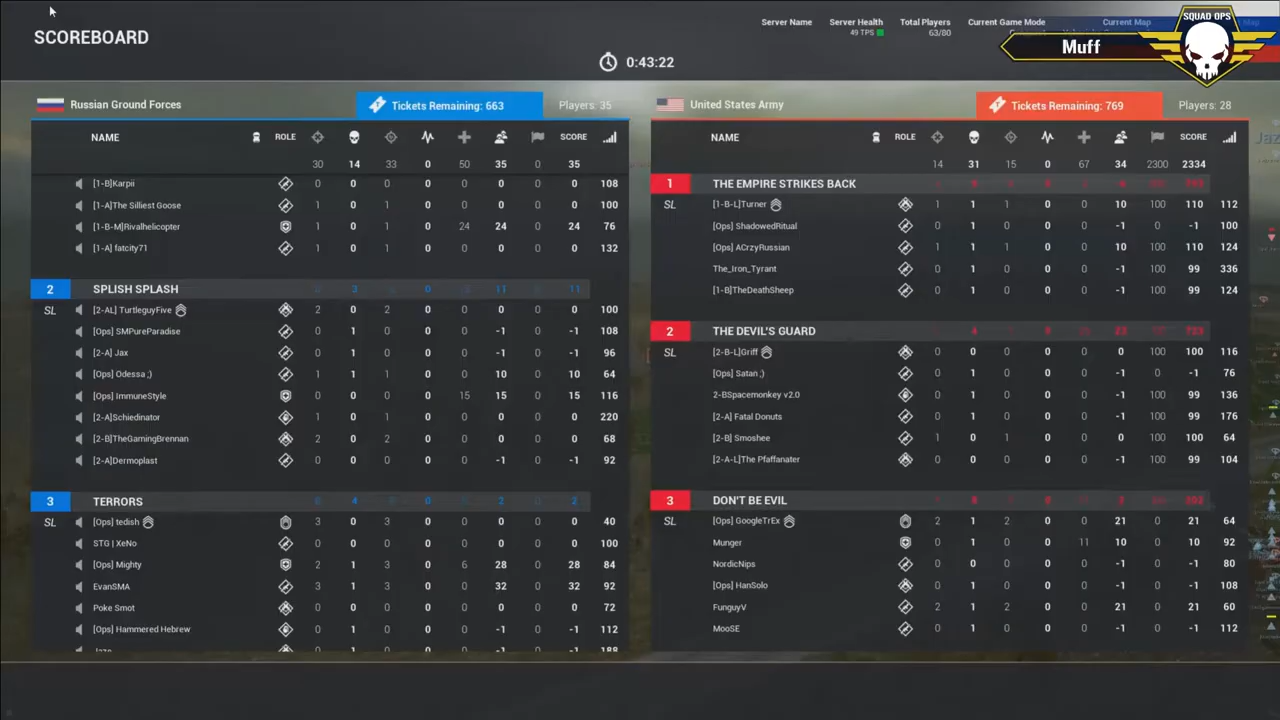 SCOREBOARD
Server Name Server Health Total Players Current Game Mode Current Map
49 TPS 63/80
SQUAD OPS
Muff
0:43:22
Russian Ground Forces Tickets Remaining: 663 Players: 35
NAME ROLE SCORE
30 14 33 0 50 35 0 35
[1-B]Karpii 0 0 0 0 0 0 0 0 108
[1-A]The Silliest Goose 1 0 1 0 0 0 0 0 100
[1-B-M]Rivalhelicopter 1 0 1 0 24 24 0 24 76
[1-A] fatcity71 1 0 1 0 0 0 0 0 132
2 SPLISH SPLASH 3 0 11 11
SL [2-AL] TurtleguyFive 2 0 2 0 0 0 0 0 100
[Ops] SMPureParadise 0 1 0 0 0 -1 0 -1 108
[2-A] Jax 0 1 0 0 0 -1 0 -1 96
[Ops] Odessa ;) 1 1 1 0 0 10 0 10 64
[Ops] ImmuneStyle 0 0 0 0 15 15 0 15 116
[2-A]Schiedinator 1 0 1 0 0 0 0 0 220
[2-B]TheGamingBrennan 2 0 2 0 0 0 0 0 68
[2-A]Dermoplast 0 0 0 0 0 -1 0 -1 92
3 TERRORS 4 0 2 2
SL [Ops] tedish 3 0 3 0 0 0 0 0 40
STG | XeNo 0 0 0 0 0 0 0 0 100
[Ops] Mighty 2 1 3 0 6 28 0 28 84
EvanSMA 3 1 3 0 0 32 0 32 92
Poke Smot 0 0 0 0 0 0 0 0 72
[Ops] Hammered Hebrew 0 1 0 0 0 -1 0 -1 112
United States Army Tickets Remaining: 769 Players: 28
NAME ROLE SCORE
14 31 15 0 67 34 2300 2334
1 THE EMPIRE STRIKES BACK
SL [1-B-L]Turner 1 1 1 0 0 10 100 110 112
[Ops] ShadowedRitual 0 1 0 0 0 -1 0 -1 100
[Ops] ACrzyRussian 1 1 1 0 0 10 100 110 124
The_Iron_Tyrant 0 1 0 0 0 -1 100 99 336
[1-B]TheDeathSheep 0 1 0 0 0 -1 100 99 124
2 THE DEVIL'S GUARD
SL [2-B-L]Griff 0 0 0 0 0 0 100 100 116
[Ops] Satan ;) 0 1 0 0 0 -1 0 -1 76
2-BSpacemonkey v2.0 0 1 0 0 0 -1 100 99 136
[2-A] Fatal Donuts 0 1 0 0 0 -1 100 99 176
[2-B] Smoshee 1 0 1 0 0 0 100 100 64
[2-A-L]The Pfaffanater 0 0 0 0 0 -1 100 99 104
3 DON'T BE EVIL
SL [Ops] GoogleTrEx 2 1 2 0 0 21 0 21 64
Munger 0 1 0 0 11 10 0 10 92
NordicNips 0 0 0 0 0 -1 0 -1 80
[Ops] HanSolo 0 1 0 0 0 -1 0 -1 108
FunguyV 2 1 2 0 0 21 0 21 60
MooSE 0 1 0 0 0 -1 0 -1 112